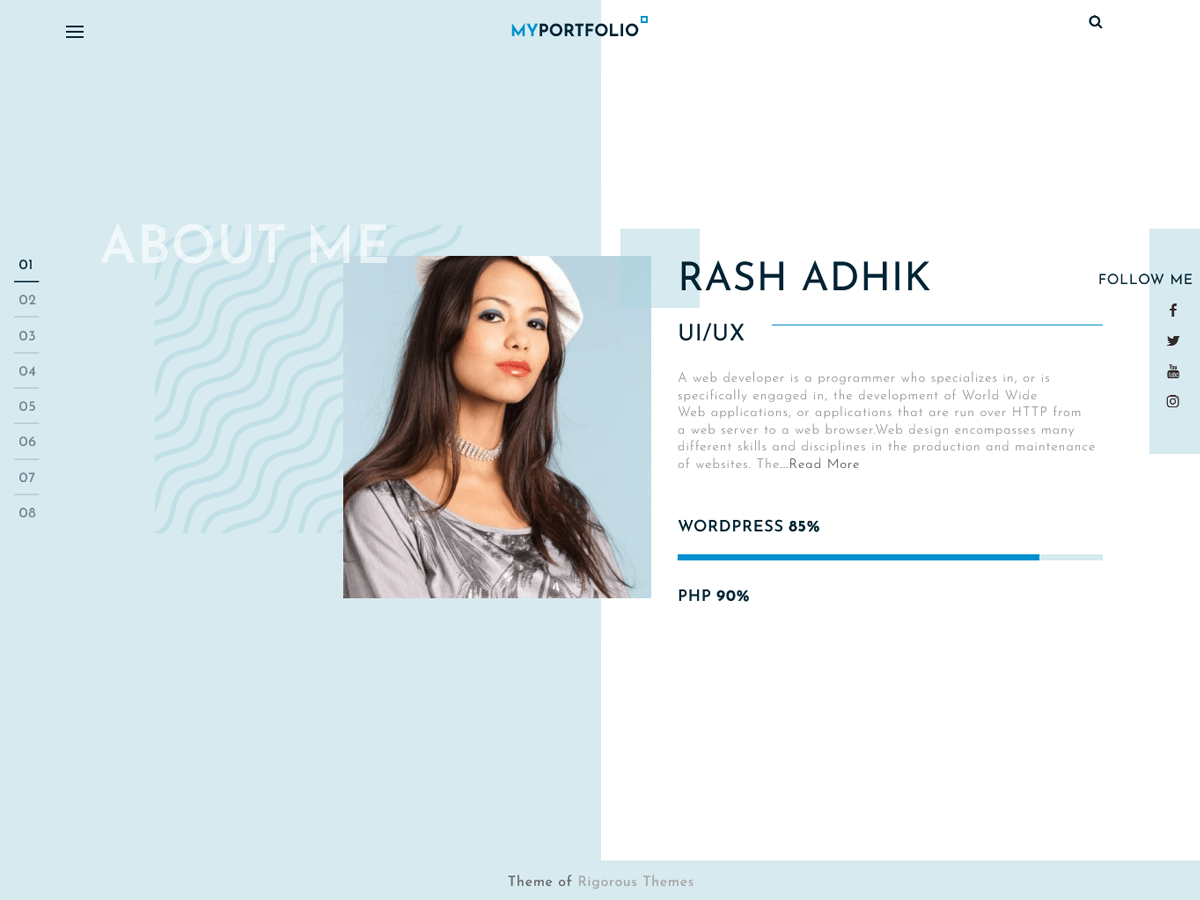 MYPORTFOLIO
ABOUT ME
01
02
03
04
05
06
07
08
RASH ADHIK
UI/UX
A web developer is a programmer who specializes in, or is
specifically engaged in, the development of World Wide
Web applications, or applications that are run over HTTP from
a web server to a web browser.Web design encompasses many
different skills and disciplines in the production and maintenance
of websites. The...Read More
WORDPRESS 85%
PHP 90%
FOLLOW ME
Theme of Rigorous Themes